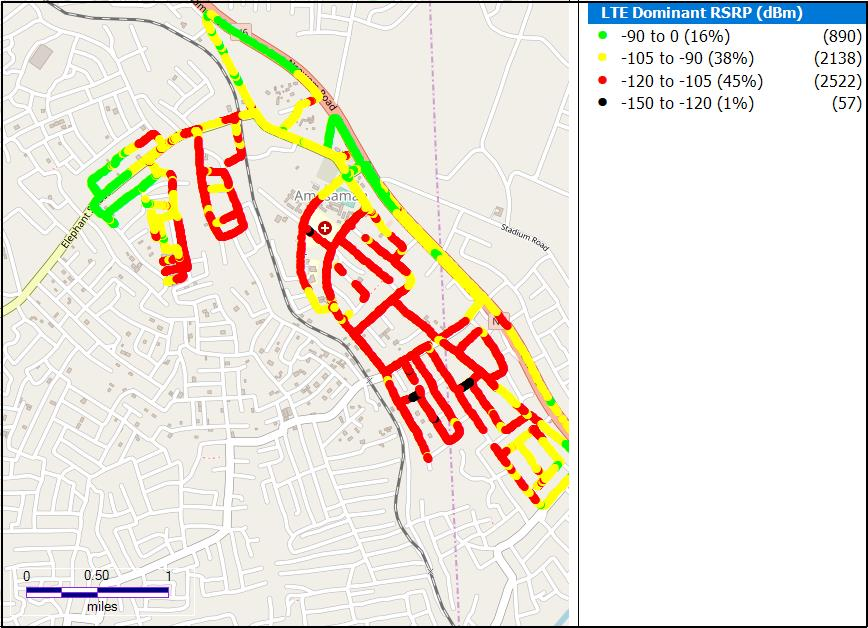 LTE Dominant RSRP (dBm)
-90 to 0 (16%) (890)
-105 to -90 (38%) (2138)
-120 to -105 (45%) (2522)
-150 to -120 (1%) (57)
Road
Stadium Road
Elephant
0 0.50 1
miles